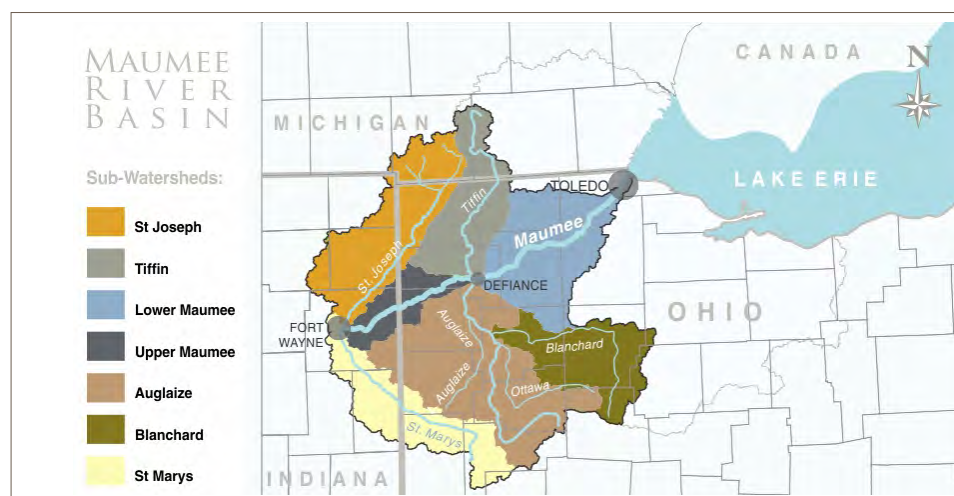 MAUMEE
RIVER
BASIN
Sub-Watersheds:
St Joseph
Tiffin
Lower Maumee
Upper Maumee
Auglaize
Blanchard
St Marys
CANADA
N
MICHIGAN
TOLEDO
LAKE ERIE
Tiffin
Maumee
St. Joseph
DEFIANCE
OHIO
FORT
WAYNE
Auglaize
Blanchard
Auglaize
Ottawa
St. Marys
INDIANA